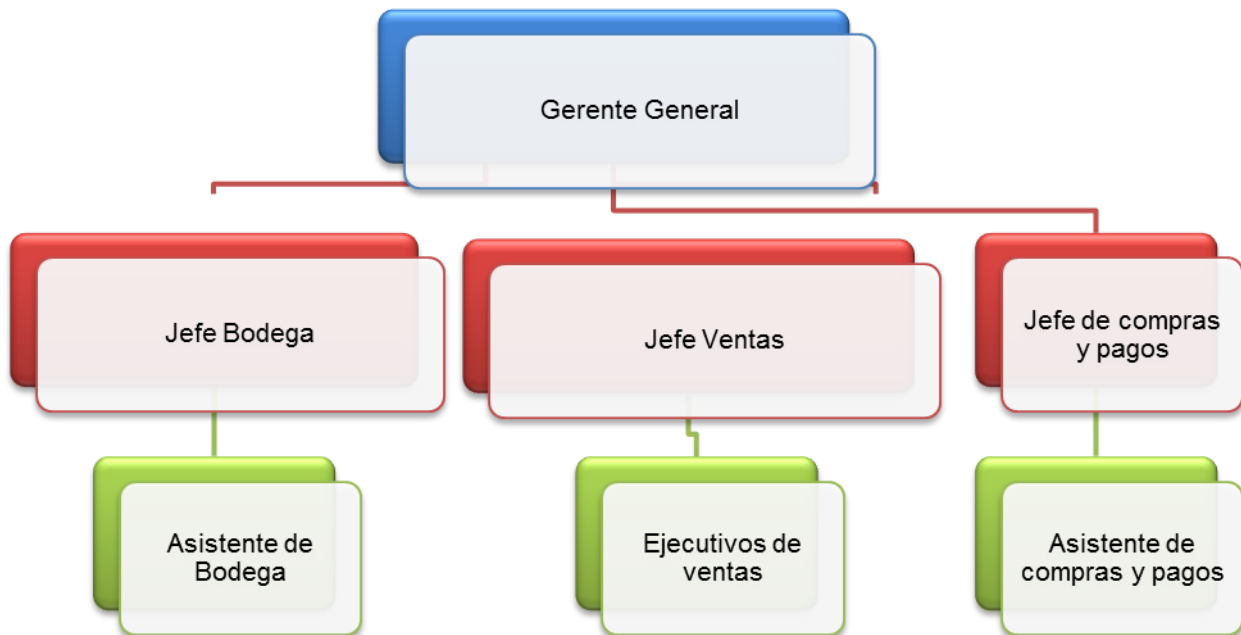 Gerente General
Jefe Bodega
Jefe Ventas
Jefe de compras
y pagos
Asistente de
Bodega
Ejecutivos de
ventas
Asistente de
compras y pagos